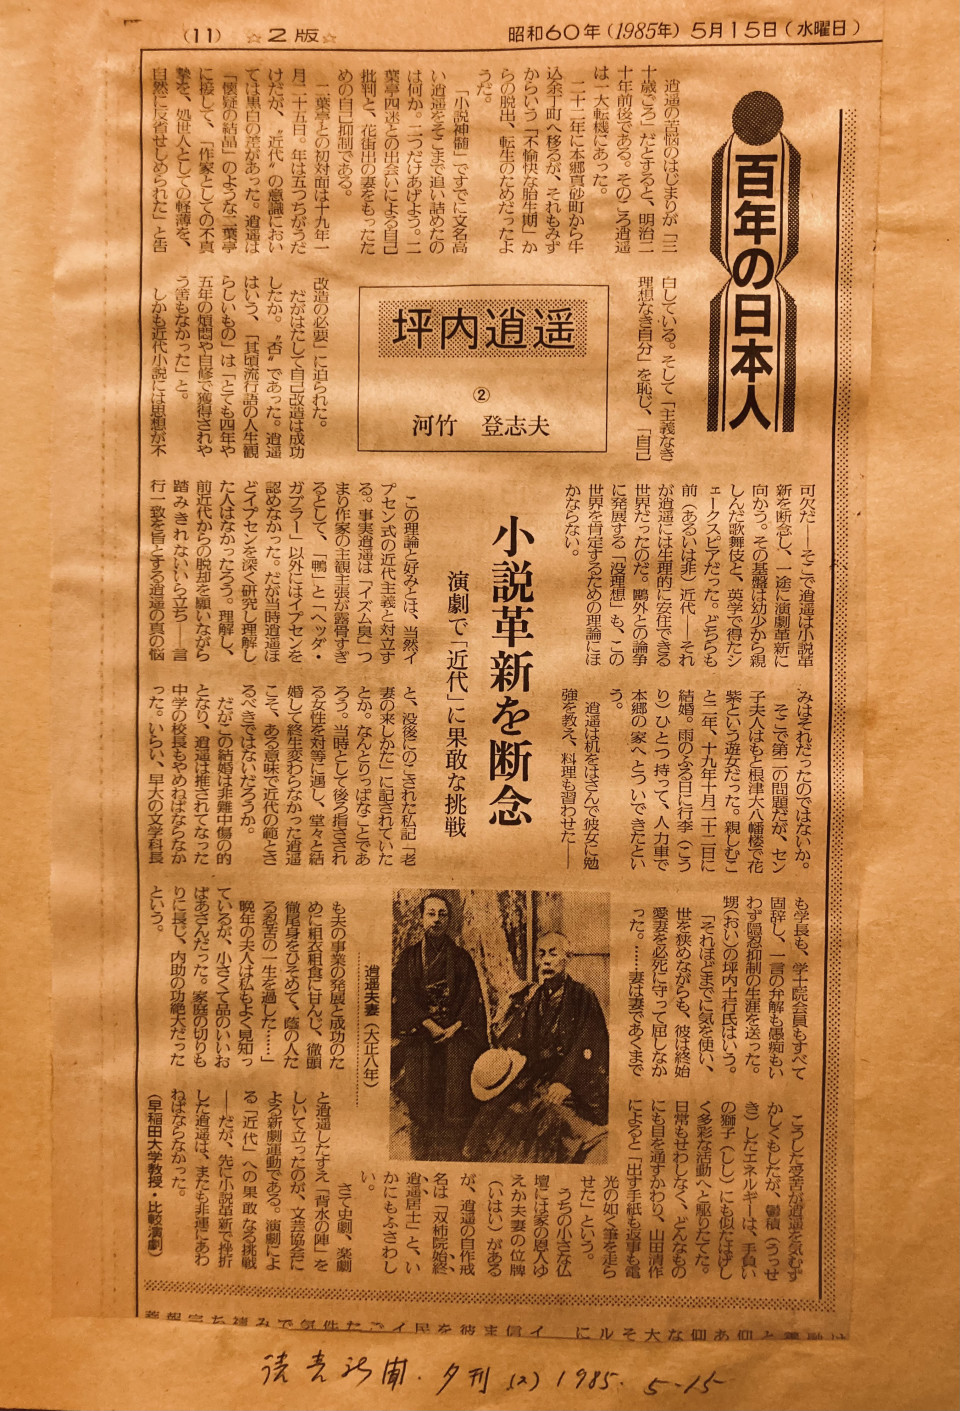 (11) ☆2版☆ 昭和60年(1985年)5月15日(水曜日)
百年の日本人
坪内逍遥
②
河竹 登志夫
小説革新を断念
演劇で「近代」に果敢な挑戦
逍遥の苦悩のはじまりが「三
十歳ごろ」だとすると、明治二
十年前後である。そのころ逍遥
は一大転機にあった。
二十二年に本郷真砂町から牛
込余丁町へ移るが、それもみず
からいう「不愉快な胎生期」か
らの脱出、転生のためだったよ
うだ。
「小説神髄」ですでに文名高
い逍遥をそこまで追い詰めたの
は何か。二つだけあげよう。二
葉亭四迷との出会いによる自己
批判と、花街出の妻をもったた
めの自己抑制である。
二葉亭との初対面は十九年一
月二十五日。年は五つちがうだ
けだが、“近代”の意識におい
ては黒白の差があった。逍遥は
「懐疑の結晶」のような二葉亭
に接して、「作家としての不真
摯を、処世人としての軽薄を、
自然に反省せしめられた」と告
白している。そして「主義なき
理想なき自分」を恥じ、「自己
改造の必要」に迫られた。
だがはたして自己改造は成功
したか。“否”であった。逍遥
はいう、「其頃流行語の人生観
らしいもの」は「とても四年や
五年の煩悶や自修で獲得されや
う筈もなかった」と。
しかも近代小説には思想が不
可欠だ――そこで逍遥は小説革
新を断念し、一途に演劇革新に
向かう。その基盤は幼少から親
しんだ歌舞伎と、英学で得たシ
ェークスピアだった。どちらも
前(あるいは非)近代――それ
が逍遥には生理的に安住できる
世界だったのだ。鷗外との論争
に発展する「没理想」も、この
世界を肯定するための理論にほ
かならない。
この理論と好みとは、当然イ
プセン式の近代主義と対立す
る。事実逍遥は「イズム臭」つ
まり作家の主観主張が露骨すぎ
るとして、「鴨」と「ヘッダ・
ガブラー」以外にはイプセンを
認めなかった。だが当時逍遥ほ
どイプセンを深く研究し理解し
た人はなかったろう。理解し、
前近代からの脱却を願いながら
踏みきれないいら立ち――言
行一致を旨とする逍遥の真の悩
みはそれだったのではないか。
そこで第二の問題だが、セン
子夫人はもと根津大八幡楼で花
紫という遊女だった。親しむこ
と二年、十九年十月二十二日に
結婚。雨のふる日に行李(こう
り)ひとつ持って、人力車で
本郷の家へとついできたとい
う。
逍遥は机をはさんで彼女に勉
強を教え、料理も習わせた――
と、没後にのこされた私記「老
妻の来しかた」に記されていた
とか。なんとりっぱなことであ
ろう。当時として後ろ指さされ
る女性を対等に遇し、堂々と結
婚して終生変わらなかった逍遥
こそ、ある意味で近代の範とさ
るべきではないだろうか。
だがこの結婚は非難中傷の的
となり、逍遥は推されてなった
中学の校長もやめねばならなか
った。いらい、早大の文学科長
も学長も、学士院会員もすべて
固辞し、一言の弁解も愚痴もい
わず隠忍抑制の生涯を送った。
甥(おい)の坪内士行氏はいう。
「それほどまでに気を使い、
世を狭めながらも、彼は終始
愛妻を必死に守って屈しなか
った。……妻は妻であくまで
も夫の事業の発展と成功のた
めに粗衣粗食に甘んじ、徹頭
徹尾身をひそめて、蔭の人た
る忍苦の一生を過した……」
晩年の夫人は私もよく見知っ
ているが、小さくて品のいいお
ばあさんだった。家庭の切りも
りに長じ、内助の功絶大だった
という。
逍遥夫妻(大正八年)
こうした受苦が逍遥を気むず
かしくもしたが、鬱積(うっせ
き)したエネルギーは、手負い
の獅子(しし)にも似たはげし
く多彩な活動へと駆りたてた。
日常もせわしなく、どんなもの
にも目を通すかわり、山田清作
によると「出す手紙も返事も電
光の如く筆を走ら
せた」という。
うちの小さな仏
壇には家の恩人ゆ
えか夫妻の位牌
(いはい)がある
が、逍遥の自作戒
名は「双柿院始終
逍遥居士」と、い
かにもふさわし
い。
さて史劇、楽劇
と逍遥したすえ「背水の陣」を
しいて立ったのが、文芸協会に
よる新劇運動である。演劇によ
る「近代」への果敢なる挑戦
――だが、先に小説革新で挫折
した逍遥は、またも非運にあわ
ねばならなかった。
(早稲田大学教授・比較演劇)
読売新聞.夕刊(2)1985.5-15